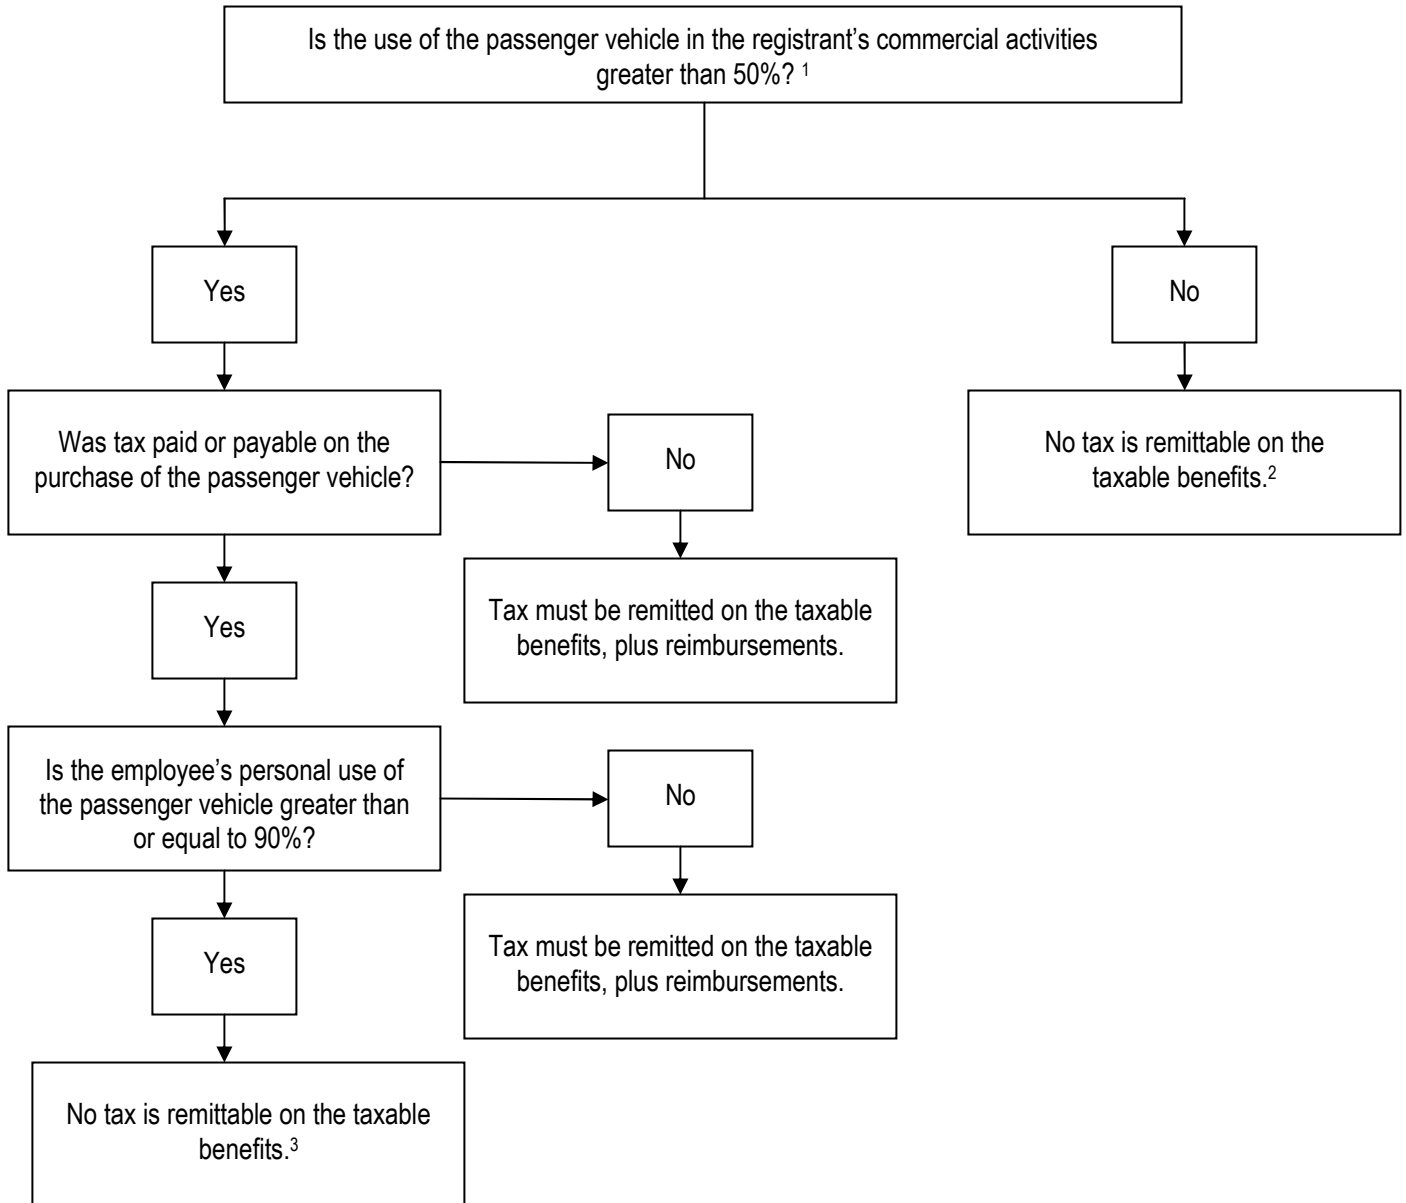 Is the use of the passenger vehicle in the registrant’s commercial activities
greater than 50%? 1
Yes
No
Was tax paid or payable on the
purchase of the passenger vehicle?
No
No tax is remittable on the
taxable benefits.2
Yes
Tax must be remitted on the taxable
benefits, plus reimbursements.
Is the employee’s personal use of
the passenger vehicle greater than
or equal to 90%?
No
Yes
Tax must be remitted on the taxable
benefits, plus reimbursements.
No tax is remittable on the taxable
benefits.3